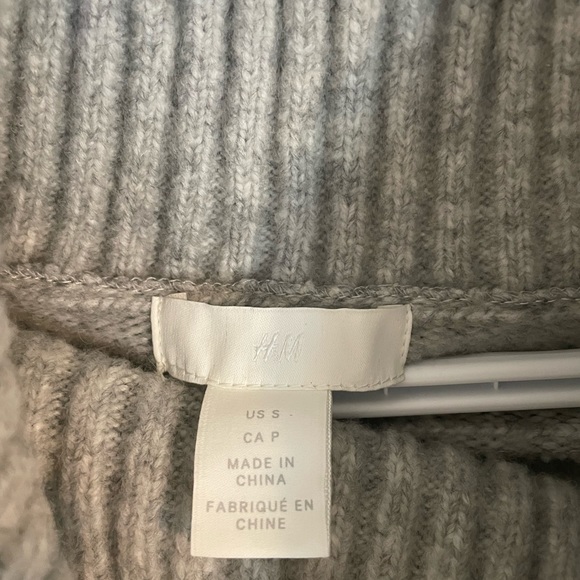 H&M
US S
CA P
MADE IN
CHINA
FABRIQUÉ EN
CHINE